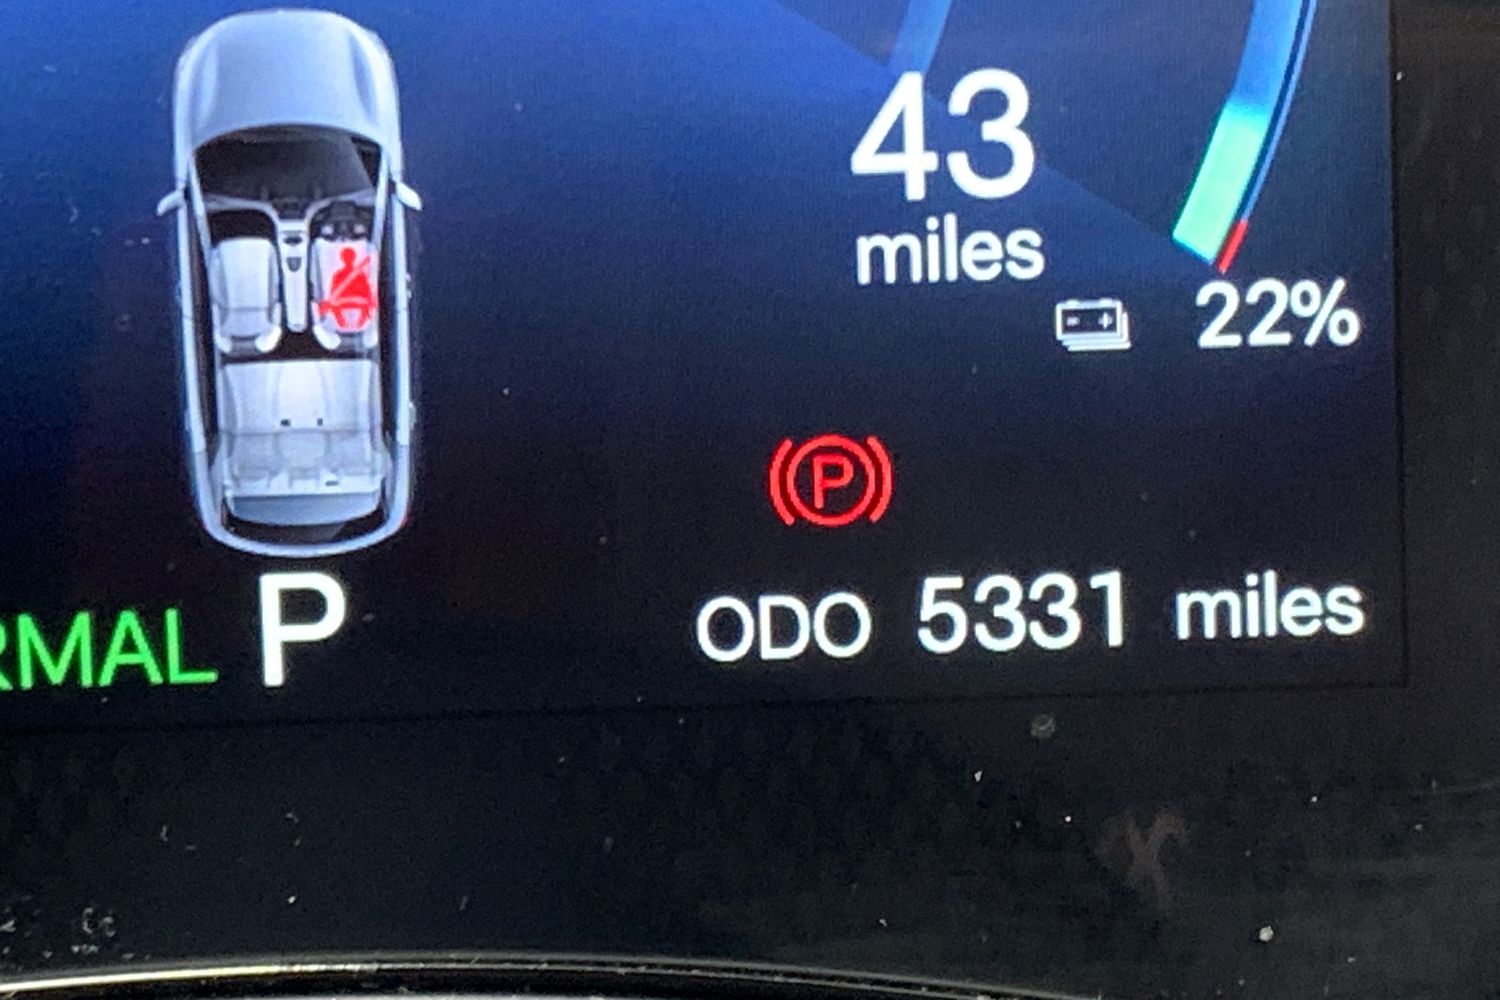 43
miles
22%
P
ODO 5331 miles
RMAL P